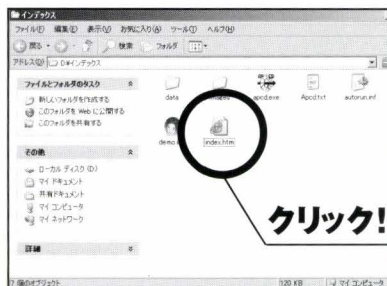 インデックス
ファイル(F) 編集(E) 表示(V) お気に入り(A) ツール(T) ヘルプ(H)
戻る 検索 フォルダ
アドレス(D) D:¥インデックス
ファイルとフォルダのタスク
新しいフォルダを作成する
このフォルダを Web に公開する
このフォルダを共有する
その他
ローカル ディスク (D:)
マイ ドキュメント
共有ドキュメント
マイ コンピュータ
マイ ネットワーク
詳細
data images apcd.exe Apcd.txt autorun.inf
index.htm
クリック!
7 個のオブジェクト 120 KB マイ コンピュータ